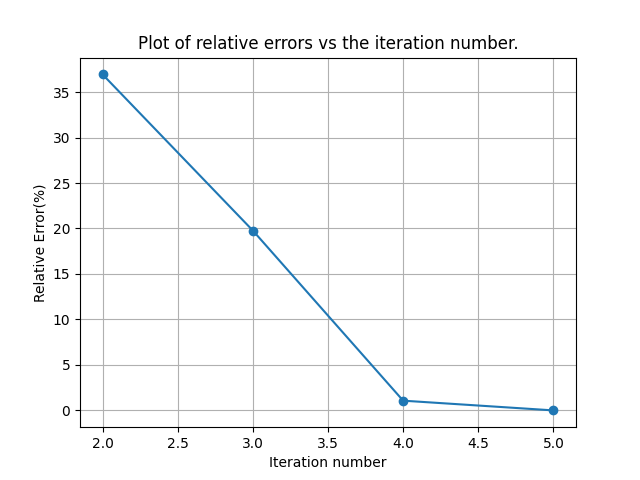 Plot of relative errors vs the iteration number.
Relative Error(%)
35
30
25
20
15
10
5
0
2.0 2.5 3.0 3.5 4.0 4.5 5.0
Iteration number